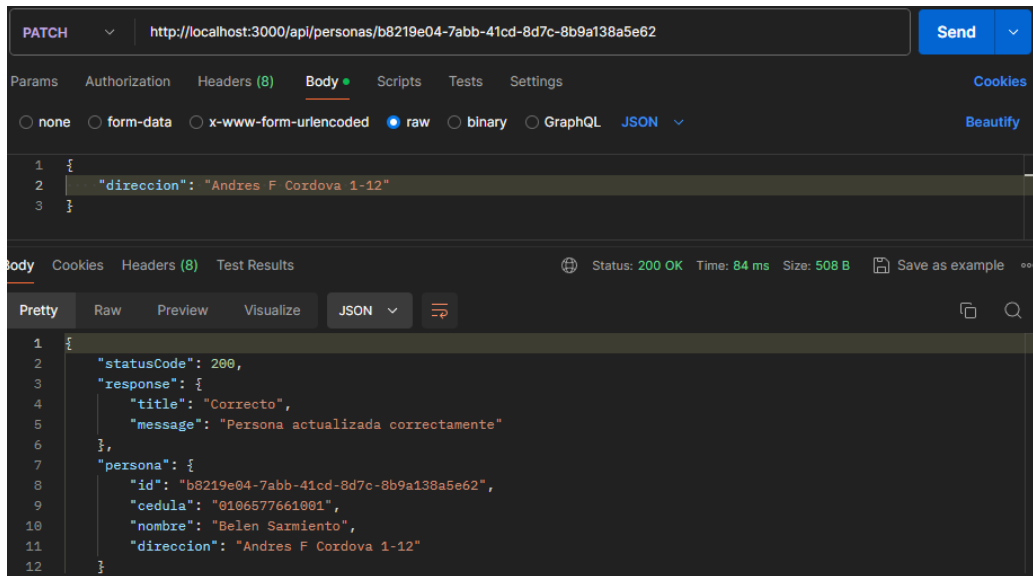 PATCH http://localhost:3000/api/personas/b8219e04-7abb-41cd-8d7c-8b9a138a5e62 Send
Params Authorization Headers (8) Body Scripts Tests Settings Cookies
none form-data x-www-form-urlencoded raw binary GraphQL JSON Beautify
1 {
2 "direccion": "Andres F Cordova 1-12"
3 }
Body Cookies Headers (8) Test Results Status: 200 OK Time: 84 ms Size: 508 B Save as example
Pretty Raw Preview Visualize JSON
1 {
2 "statusCode": 200,
3 "response": {
4 "title": "Correcto",
5 "message": "Persona actualizada correctamente"
6 },
7 "persona": {
8 "id": "b8219e04-7abb-41cd-8d7c-8b9a138a5e62",
9 "cedula": "0106577661001",
10 "nombre": "Belen Sarmiento",
11 "direccion": "Andres F Cordova 1-12"
12 }